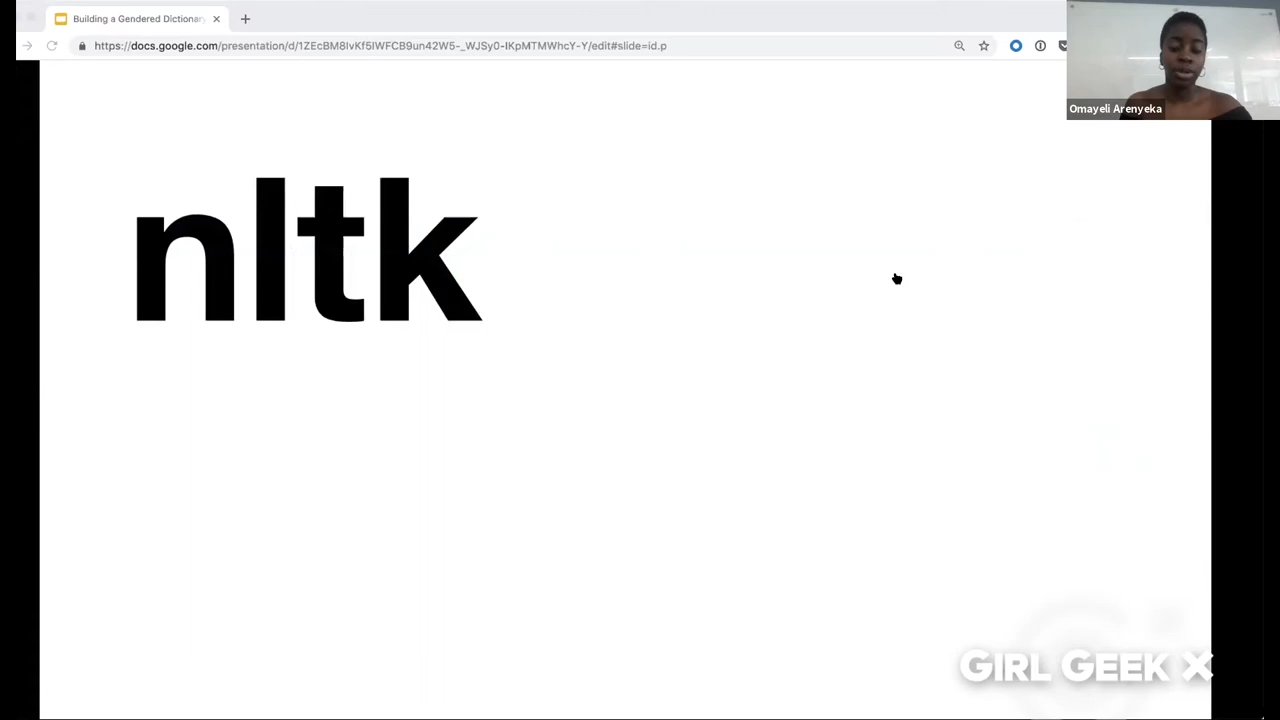 Building a Gendered Dictionary
https://docs.google.com/presentation/d/1ZEcBM8IvKf5IWFCB9un42W5-_WJSy0-IKpMTMWhcY-Y/edit#slide=id.p
Omayeli Arenyeka
nltk
GIRL GEEK X